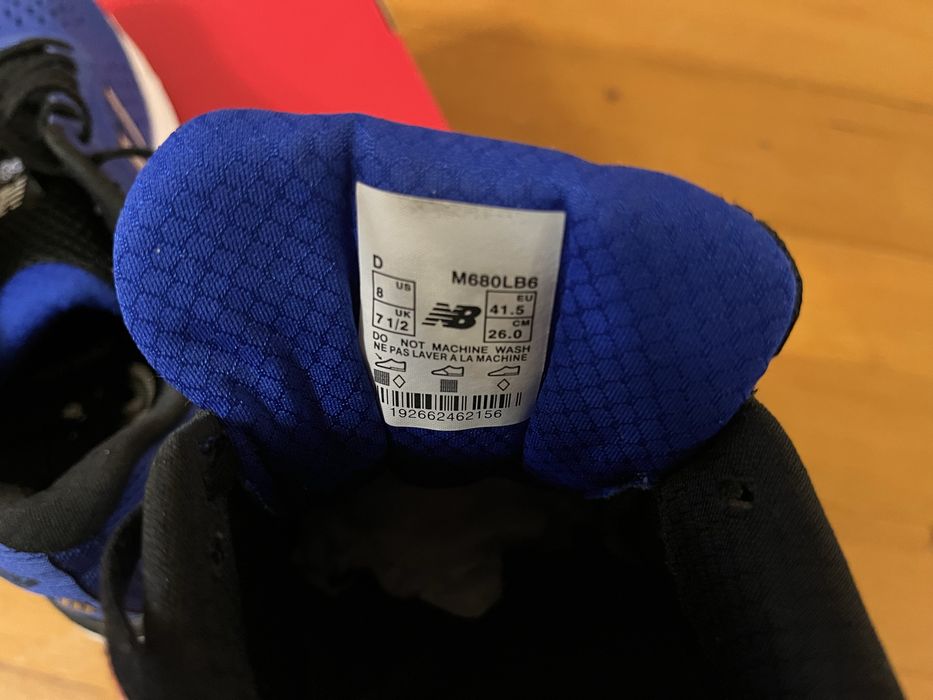 D
M680LB6
US
8
UK
7 1/2
NB
EU
41.5
CM
26.0
DO NOT MACHINE WASH
NE PAS LAVER A LA MACHINE
192662462156